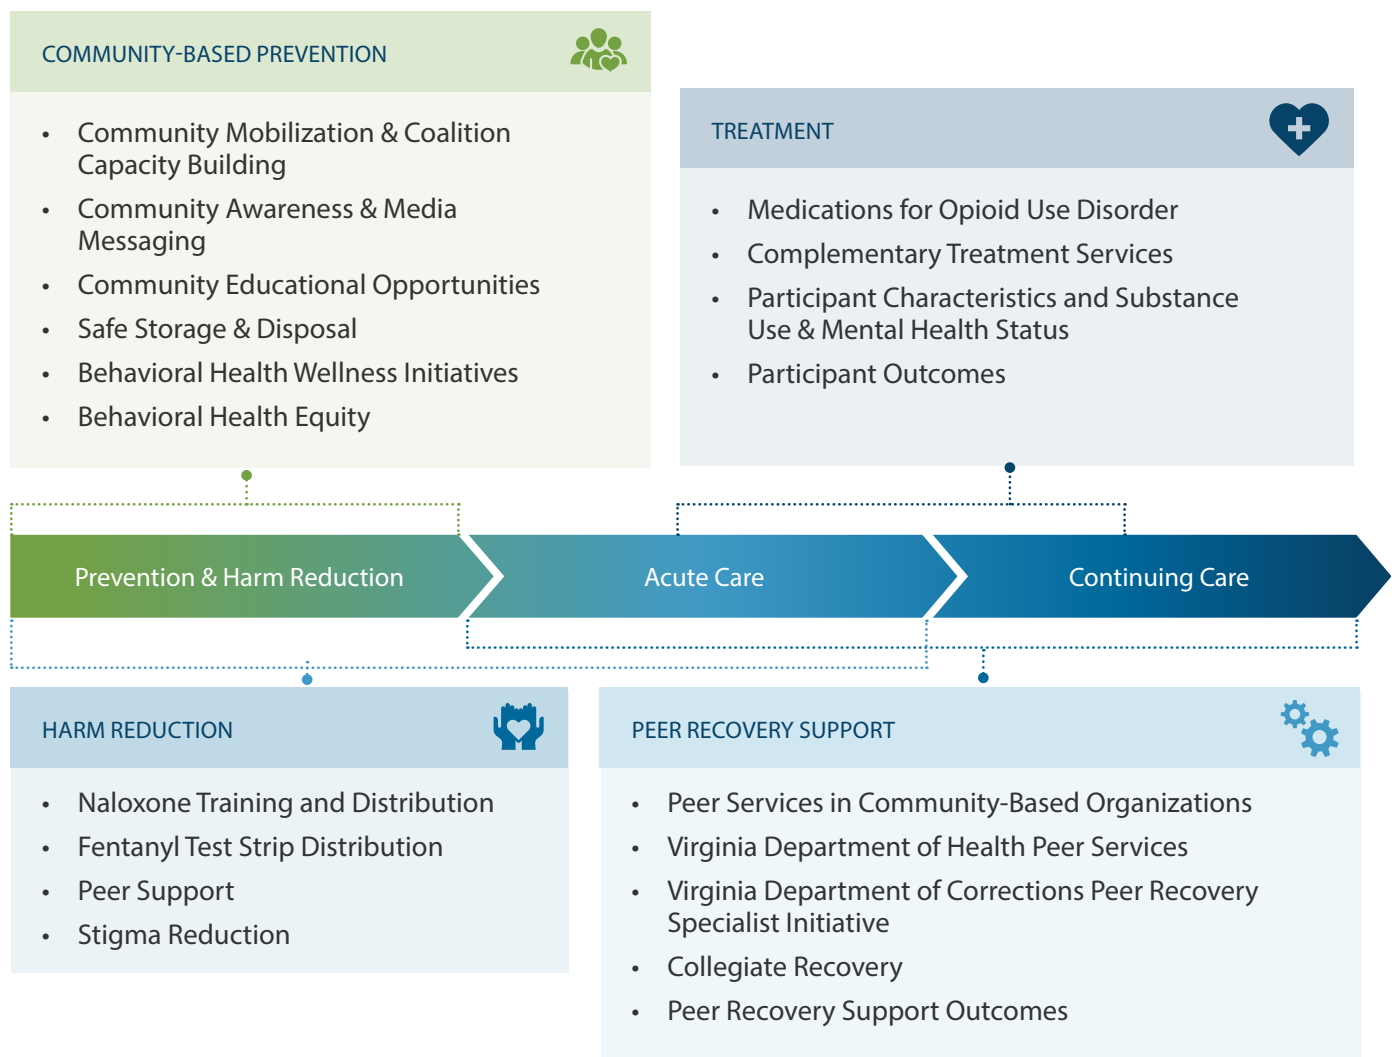 COMMUNITY-BASED PREVENTION
• Community Mobilization & Coalition
Capacity Building
• Community Awareness & Media
Messaging
• Community Educational Opportunities
• Safe Storage & Disposal
• Behavioral Health Wellness Initiatives
• Behavioral Health Equity
TREATMENT
• Medications for Opioid Use Disorder
• Complementary Treatment Services
• Participant Characteristics and Substance
Use & Mental Health Status
• Participant Outcomes
Prevention & Harm Reduction
Acute Care
Continuing Care
HARM REDUCTION
• Naloxone Training and Distribution
• Fentanyl Test Strip Distribution
• Peer Support
• Stigma Reduction
PEER RECOVERY SUPPORT
• Peer Services in Community-Based Organizations
• Virginia Department of Health Peer Services
• Virginia Department of Corrections Peer Recovery
Specialist Initiative
• Collegiate Recovery
• Peer Recovery Support Outcomes